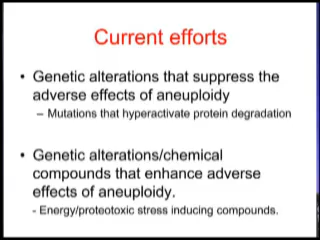 Current efforts
• Genetic alterations that suppress the
adverse effects of aneuploidy
– Mutations that hyperactivate protein degradation
• Genetic alterations/chemical
compounds that enhance adverse
effects of aneuploidy.
- Energy/proteotoxic stress inducing compounds.